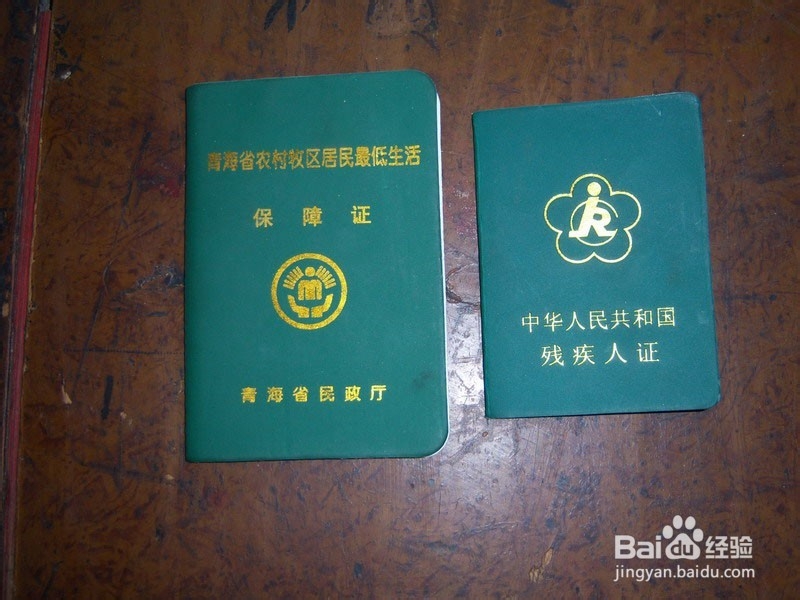 青海省农村牧区居民最低生活
保障证
青海省民政厅
中华人民共和国
残疾人证
Bai du 经验
jingyan.baidu.com